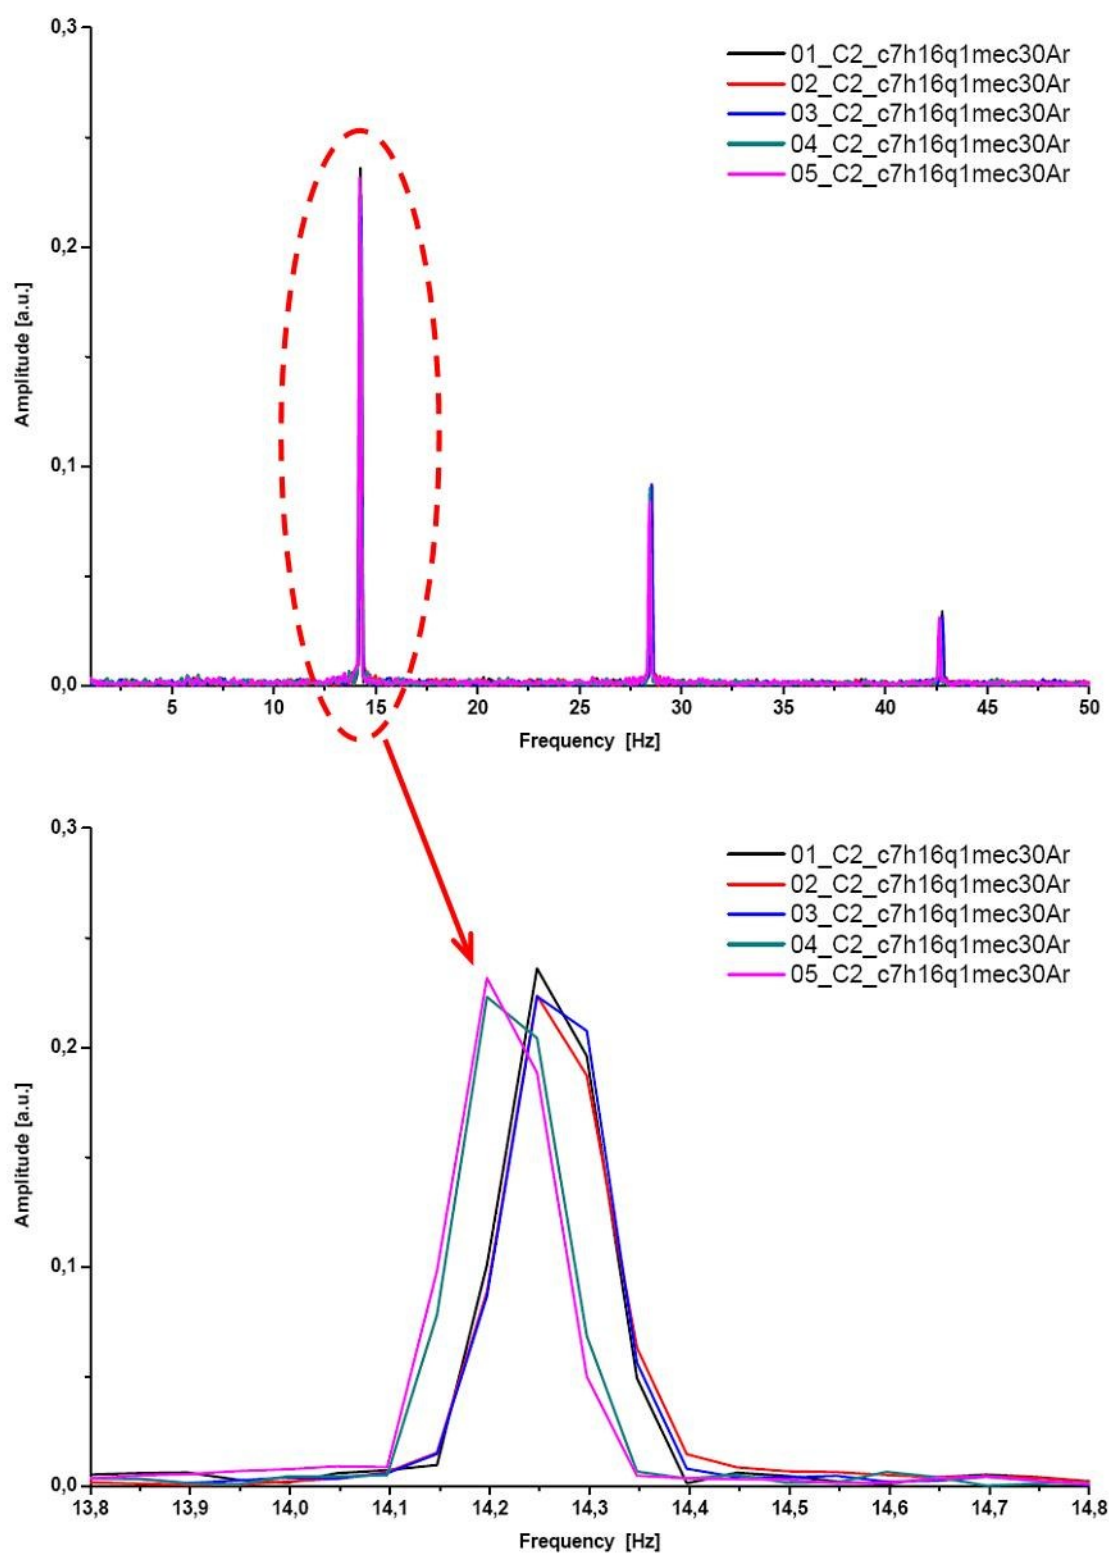 0,3
01_C2_c7h16q1mec30Ar
02_C2_c7h16q1mec30Ar
03_C2_c7h16q1mec30Ar
04_C2_c7h16q1mec30Ar
05_C2_c7h16q1mec30Ar
0,2
Amplitude [a.u.]
0,1
0,0
5 10 15 20 25 30 35 40 45 50
Frequency [Hz]
0,3
01_C2_c7h16q1mec30Ar
02_C2_c7h16q1mec30Ar
03_C2_c7h16q1mec30Ar
04_C2_c7h16q1mec30Ar
05_C2_c7h16q1mec30Ar
0,2
Amplitude [a.u.]
0,1
0,0
13,8 13,9 14,0 14,1 14,2 14,3 14,4 14,5 14,6 14,7 14,8
Frequency [Hz]